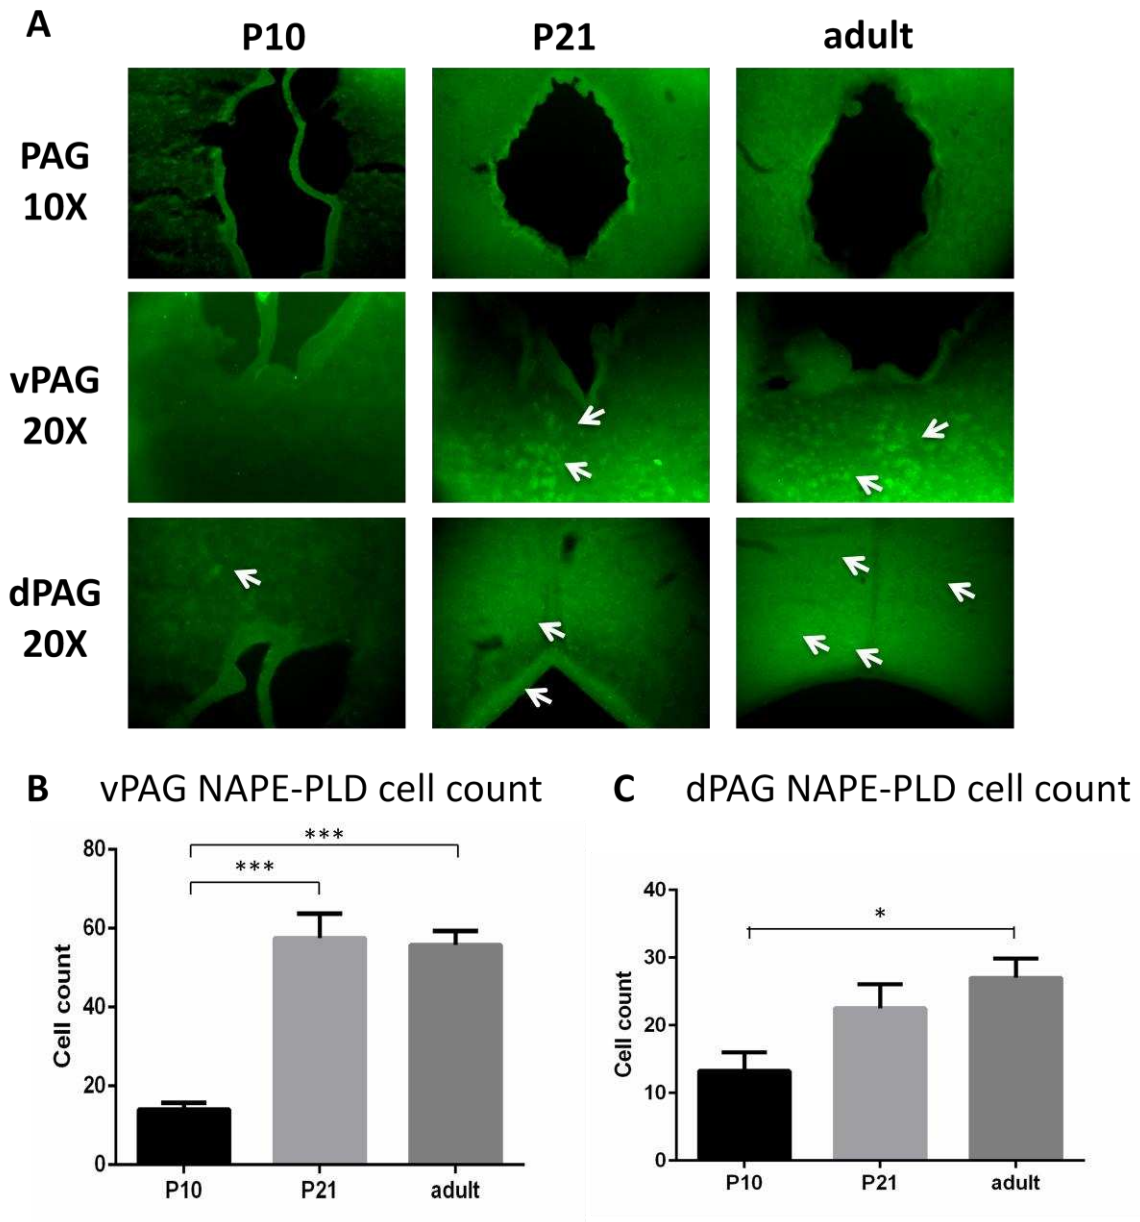 A
P10 P21 adult
PAG
10X
vPAG
20X
dPAG
20X
B vPAG NAPE-PLD cell count
C dPAG NAPE-PLD cell count
***
***
80
60
40
20
0
Cell count
P10 P21 adult
*
40
30
20
10
0
Cell count
P10 P21 adult